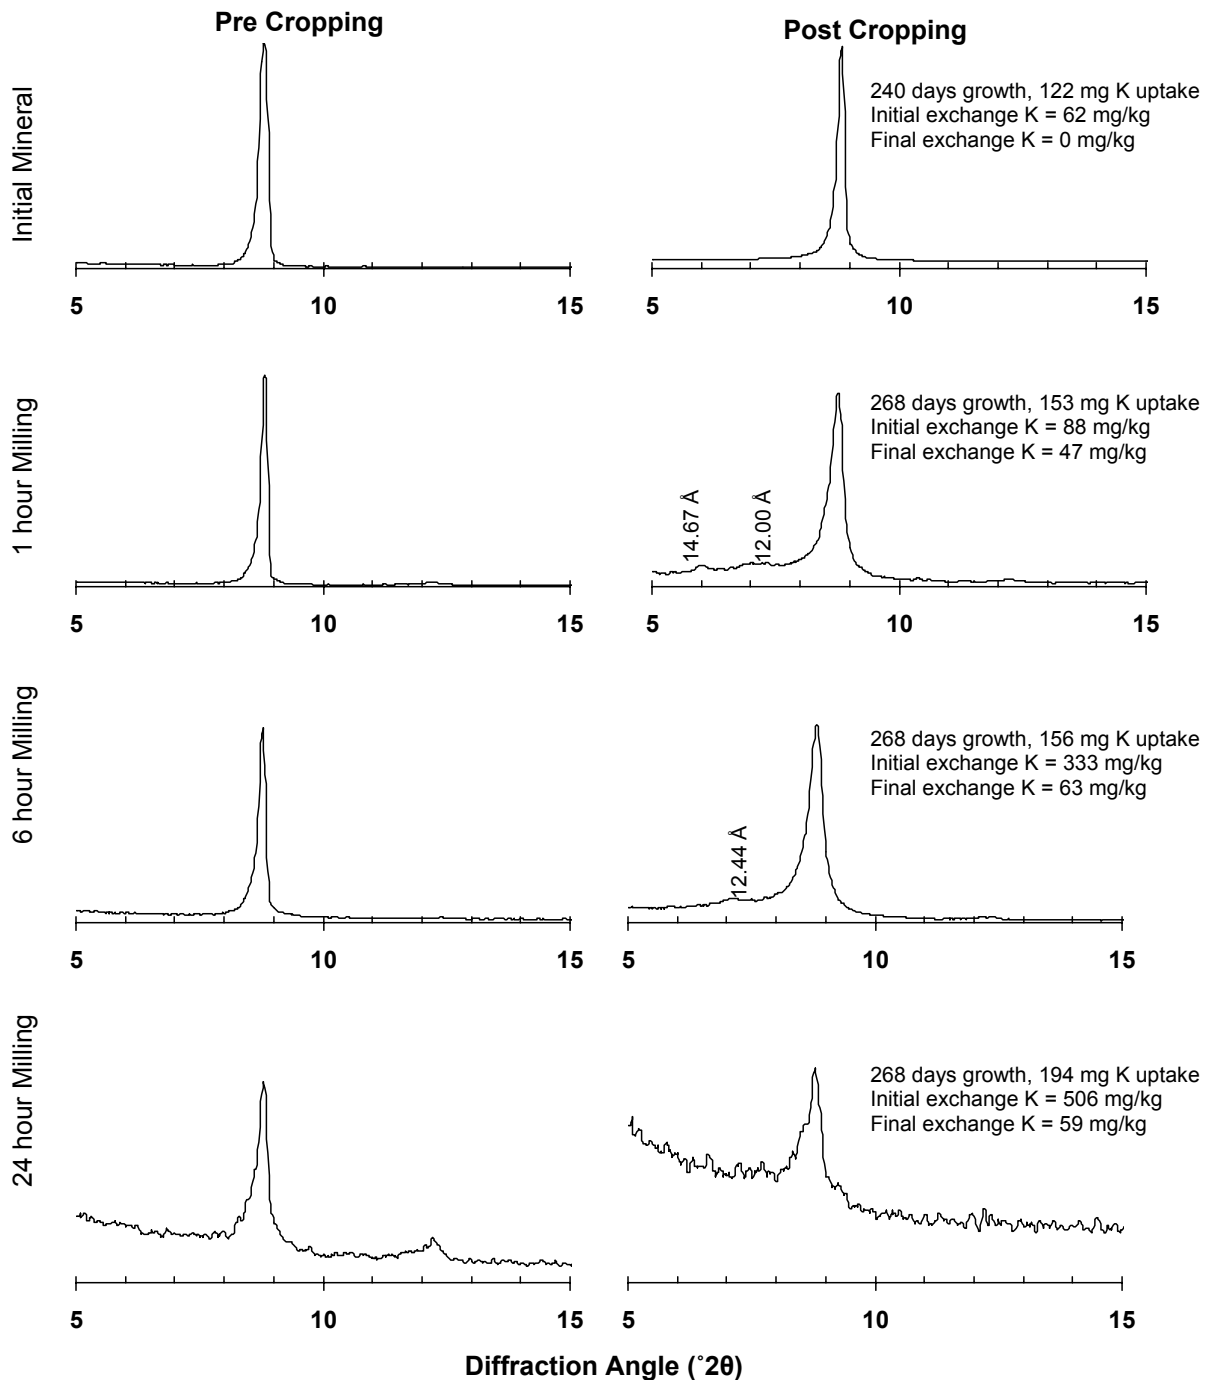 Pre Cropping
Post Cropping
Initial Mineral
240 days growth, 122 mg K uptake
Initial exchange K = 62 mg/kg
Final exchange K = 0 mg/kg
5 10 15
5 10 15
1 hour Milling
268 days growth, 153 mg K uptake
Initial exchange K = 88 mg/kg
Final exchange K = 47 mg/kg
14.67 Å
12.00 Å
5 10 15
5 10 15
6 hour Milling
268 days growth, 156 mg K uptake
Initial exchange K = 333 mg/kg
Final exchange K = 63 mg/kg
12.44 Å
5 10 15
5 10 15
24 hour Milling
268 days growth, 194 mg K uptake
Initial exchange K = 506 mg/kg
Final exchange K = 59 mg/kg
5 10 15
5 10 15
Diffraction Angle (˚2θ)